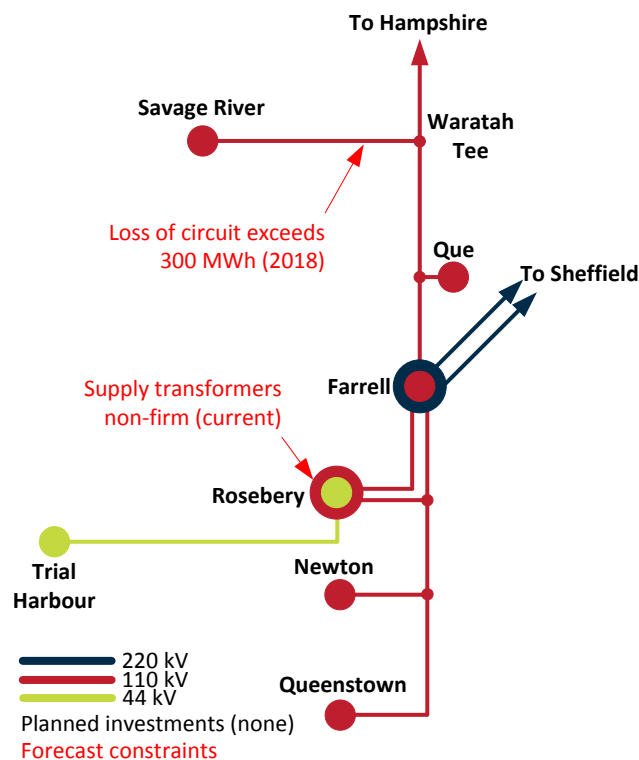 To Hampshire
Savage River
Waratah
Tee
Loss of circuit exceeds
300 MWh (2018)
Que
To Sheffield
Farrell
Supply transformers
non-firm (current)
Rosebery
Trial
Harbour
Newton
Queenstown
220 kV
110 kV
44 kV
Planned investments (none)
Forecast constraints